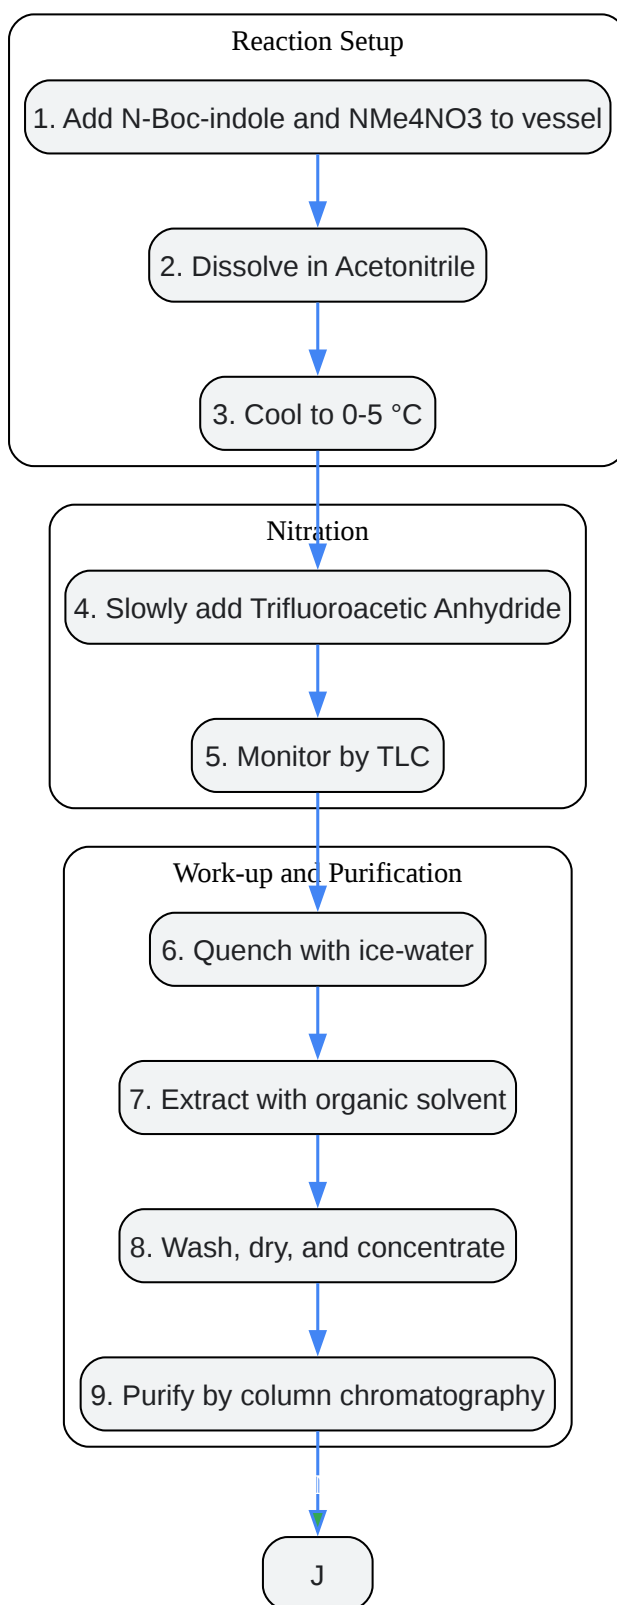 Reaction Setup
1. Add N-Boc-indole and NMe4NO3 to vessel
2. Dissolve in Acetonitrile
3. Cool to 0-5 °C
Nitration
4. Slowly add Trifluoroacetic Anhydride
5. Monitor by TLC
Work-up and Purification
6. Quench with ice-water
7. Extract with organic solvent
8. Wash, dry, and concentrate
9. Purify by column chromatography
J